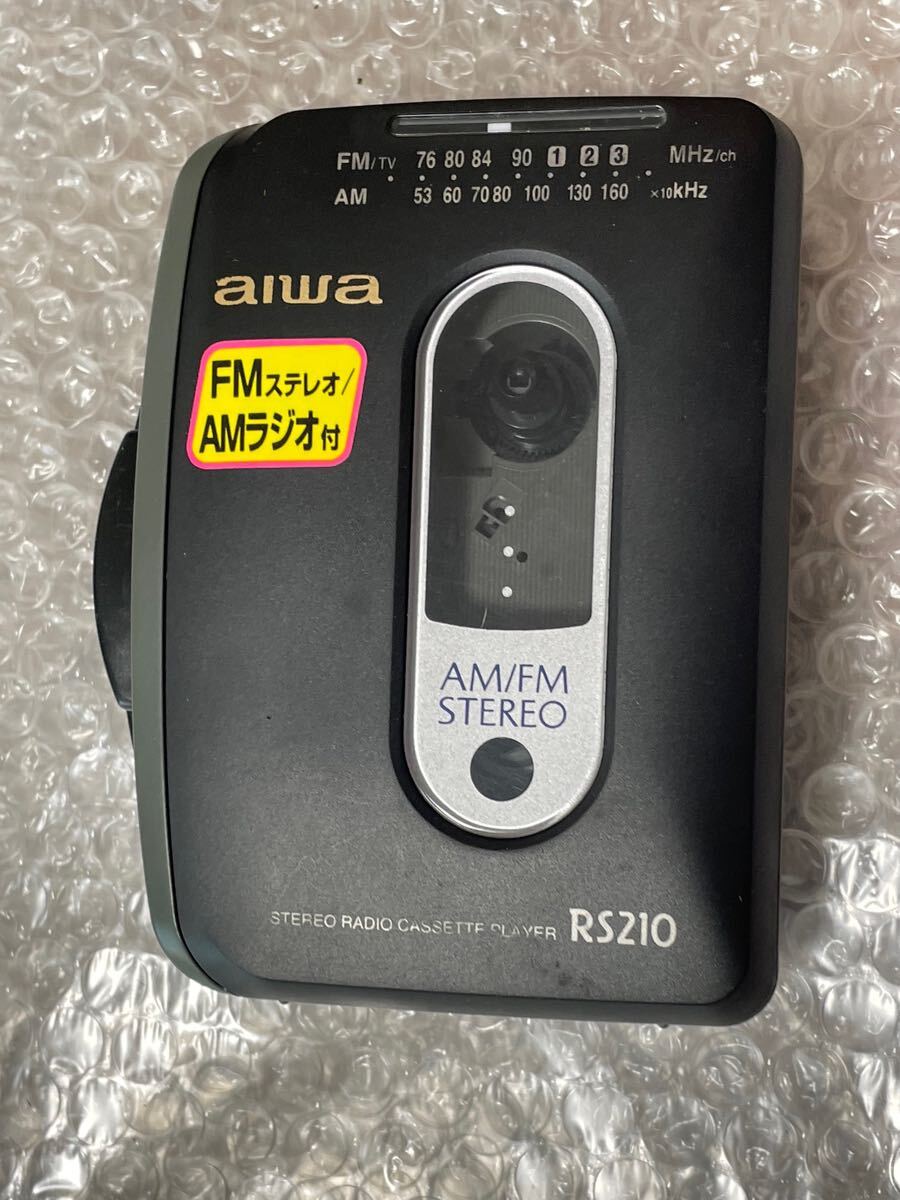 FM/TV 76 80 84 90 1 2 3 MHz/ch
AM 53 60 70 80 100 130 160 ×10kHz
aiwa
FMステレオ/
AMラジオ付
AM/FM
STEREO
STEREO RADIO CASSETTE PLAYER RS210